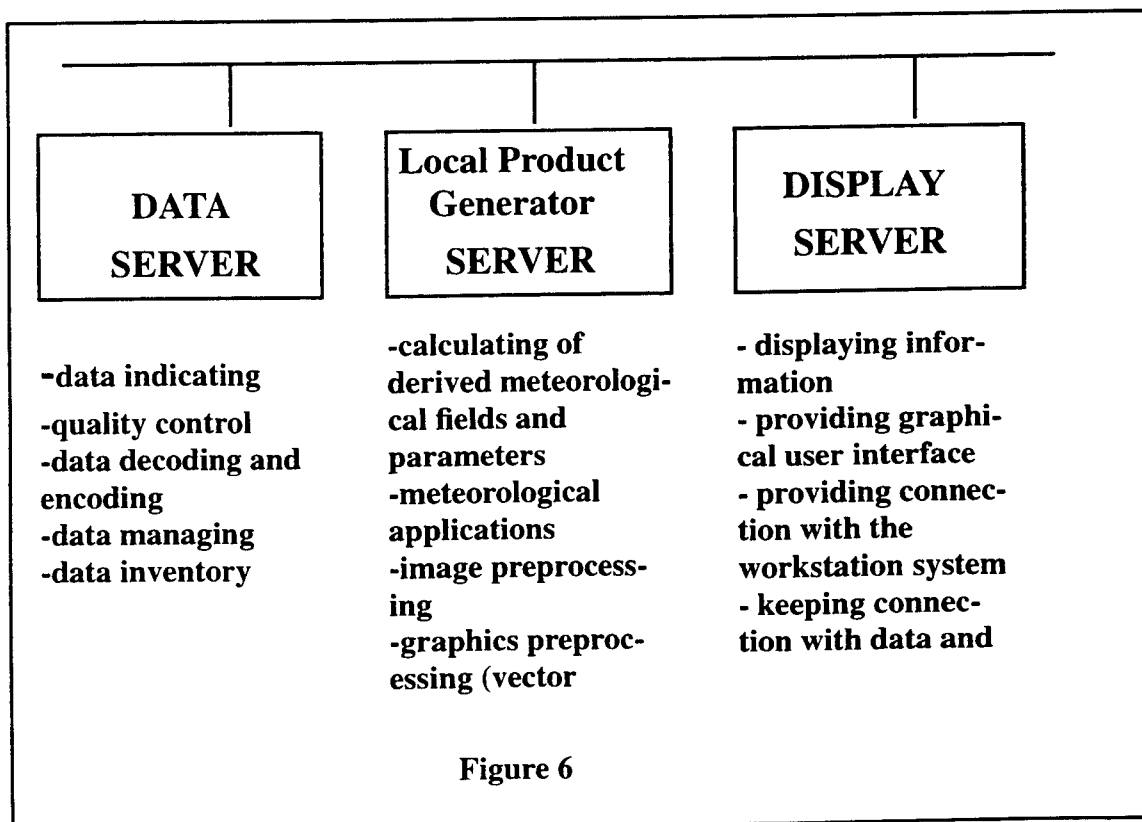 DATA
SERVER
-data indicating
-quality control
-data decoding and
encoding
-data managing
-data inventory
Local Product
Generator
SERVER
-calculating of
derived meteorologi-
cal fields and
parameters
-meteorological
applications
-image preprocess-
ing
-graphics preproc-
essing (vector
DISPLAY
SERVER
- displaying infor-
mation
- providing graphi-
cal user interface
- providing connec-
tion with the
workstation system
- keeping connec-
tion with data and
Figure 6